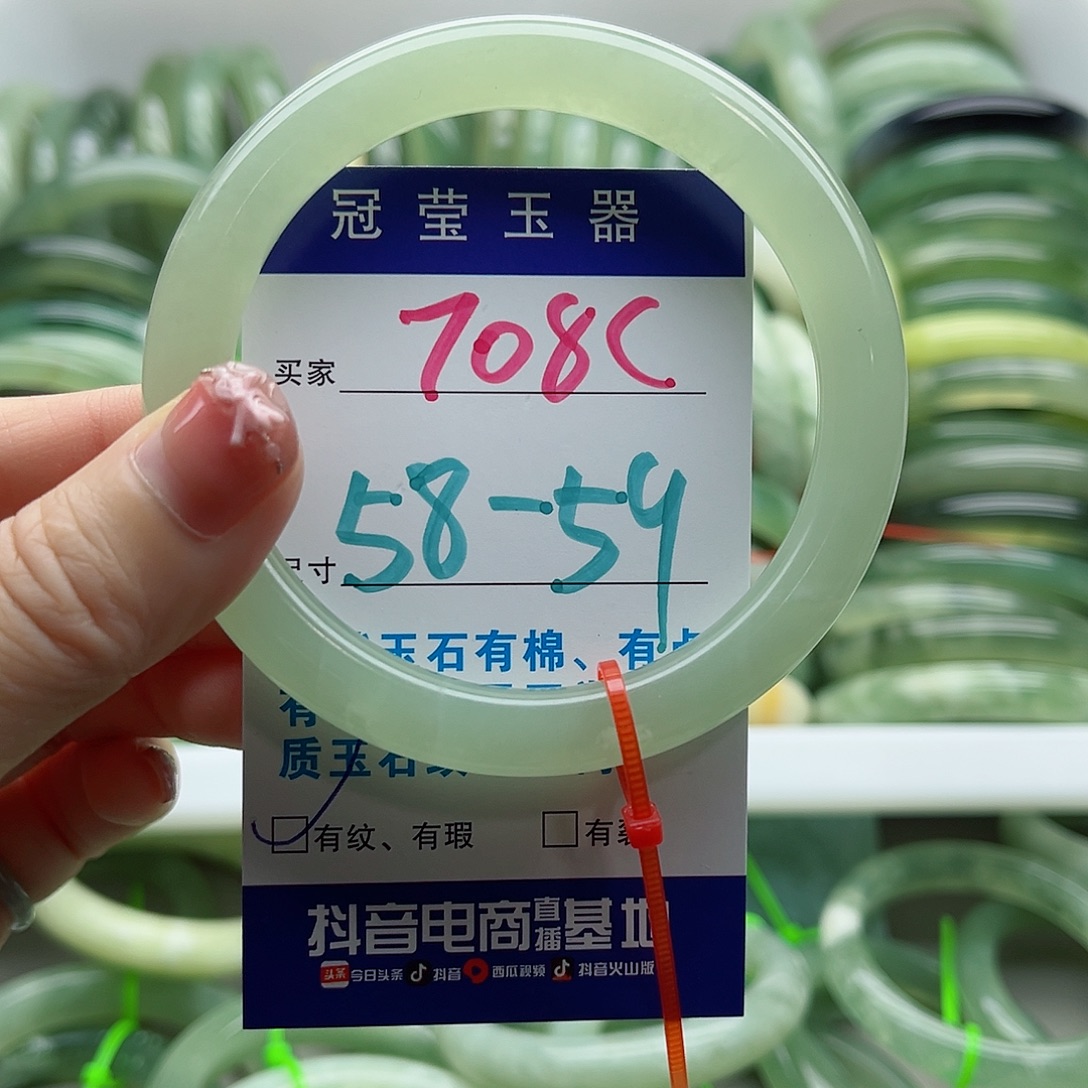 冠莹玉器
买家 708C
尺寸 58-59
玉石有棉、有
有
质玉石
有纹、有瑕 有
抖音电商直播基地
头条 今日头条 抖音 西瓜视频 抖音火山版